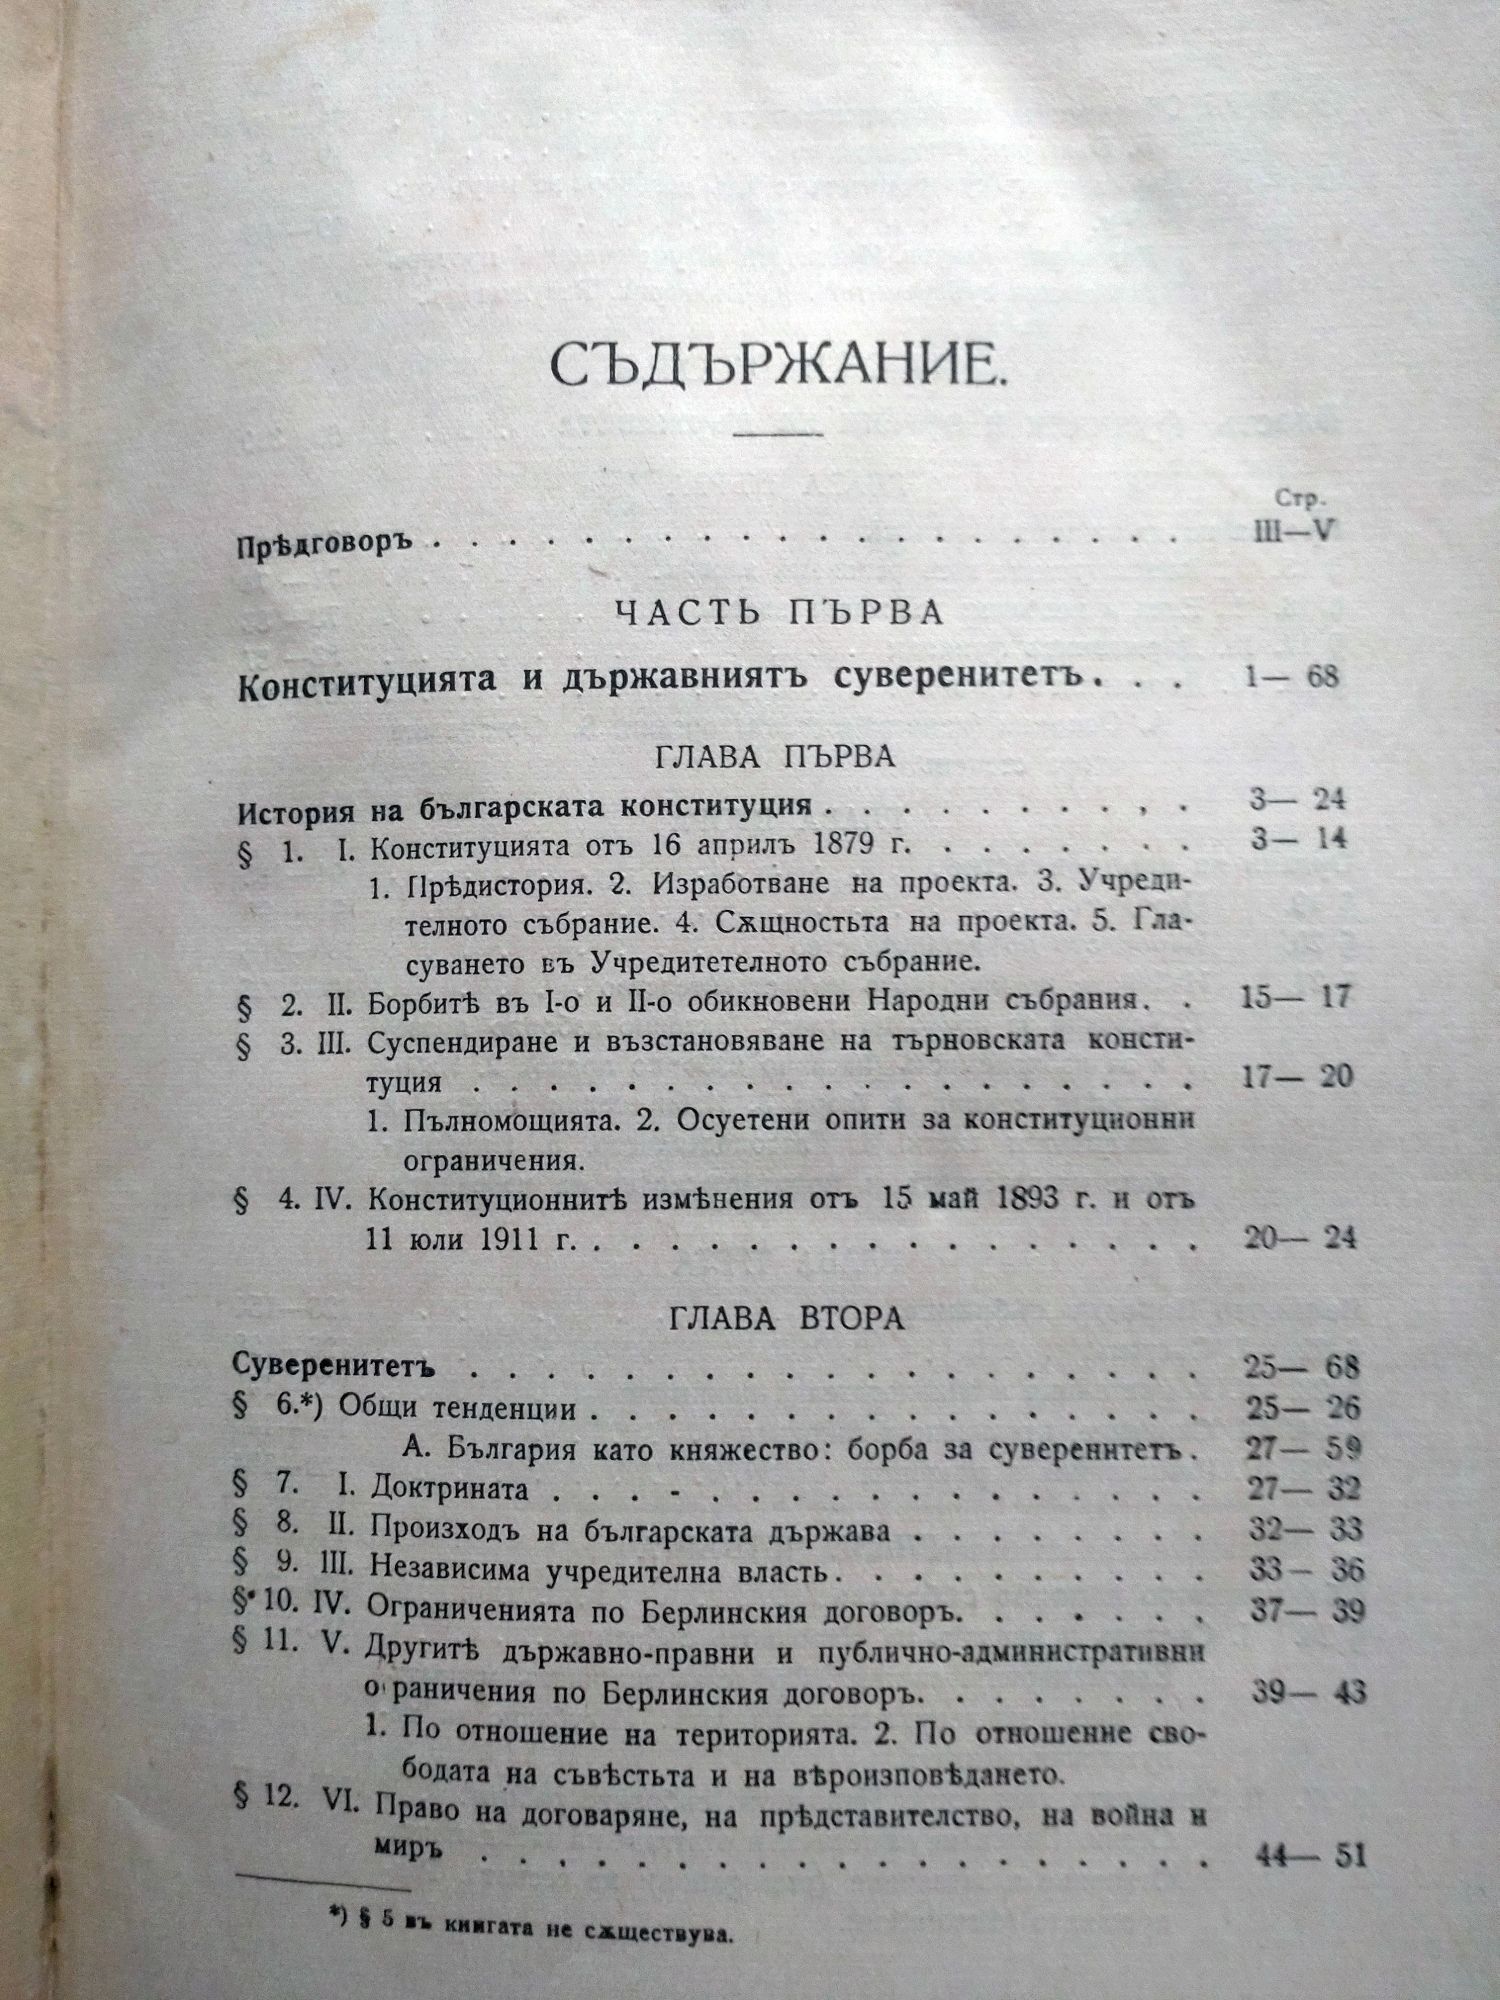 СЪДЪРЖАНИЕ.
Стр.
Прѣдговоръ . . . . . . . . . . . . . . . . . . . . III—V
ЧАСТЬ ПЪРВА
Конституцията и държавниятъ суверенитетъ. . . 1— 68
ГЛАВА ПЪРВА
История на българската конституция . . . . . . . . . . 3— 24
§ 1. I. Конституцията отъ 16 априлъ 1879 г. . . . . . . . 3— 14
1. Прѣдистория. 2. Изработване на проекта. 3. Учреди-
телното събрание. 4. Сѫщностьта на проекта. 5. Гла-
суването въ Учредитетелното събрание.
§ 2. II. Борбитѣ въ I-о и II-о обикновени Народни събрания. . 15— 17
§ 3. III. Суспендиране и възстановяване на търновската консти-
туция . . . . . . . . . . . . . . . . . . . 17— 20
1. Пълномощията. 2. Осуетени опити за конституционни
ограничения.
§ 4. IV. Конституционнитѣ измѣнения отъ 15 май 1893 г. и отъ
11 юли 1911 г. . . . . . . . . . . . . . . . . . 20— 24
ГЛАВА ВТОРА
Суверенитетъ . . . . . . . . . . . . . . . . . . . 25— 68
§ 6.*) Общи тенденции . . . . . . . . . . . . . . . . 25— 26
А. България като княжество: борба за суверенитетъ. 27— 59
§ 7. I. Доктрината . . . - . . . . . . . . . . . . . 27— 32
§ 8. II. Произходъ на българската държава . . . . . . . . 32— 33
§ 9. III. Независима учредителна власть. . . . . . . . . . 33— 36
§ 10. IV. Ограниченията по Берлинския договоръ. . . . . . . 37— 39
§ 11. V. Другитѣ държавно-правни и публично-административни
ограничения по Берлинския договоръ. . . . . . . . 39— 43
1. По отношение на територията. 2. По отношение сво-
бодата на съвѣстьта и на вѣроизповѣдането.
§ 12. VI. Право на договаряне, на прѣдставителство, на война и
миръ . . . . . . . . . . . . . . . . . . . 44— 51
*) § 5 въ книгата не сѫществува.